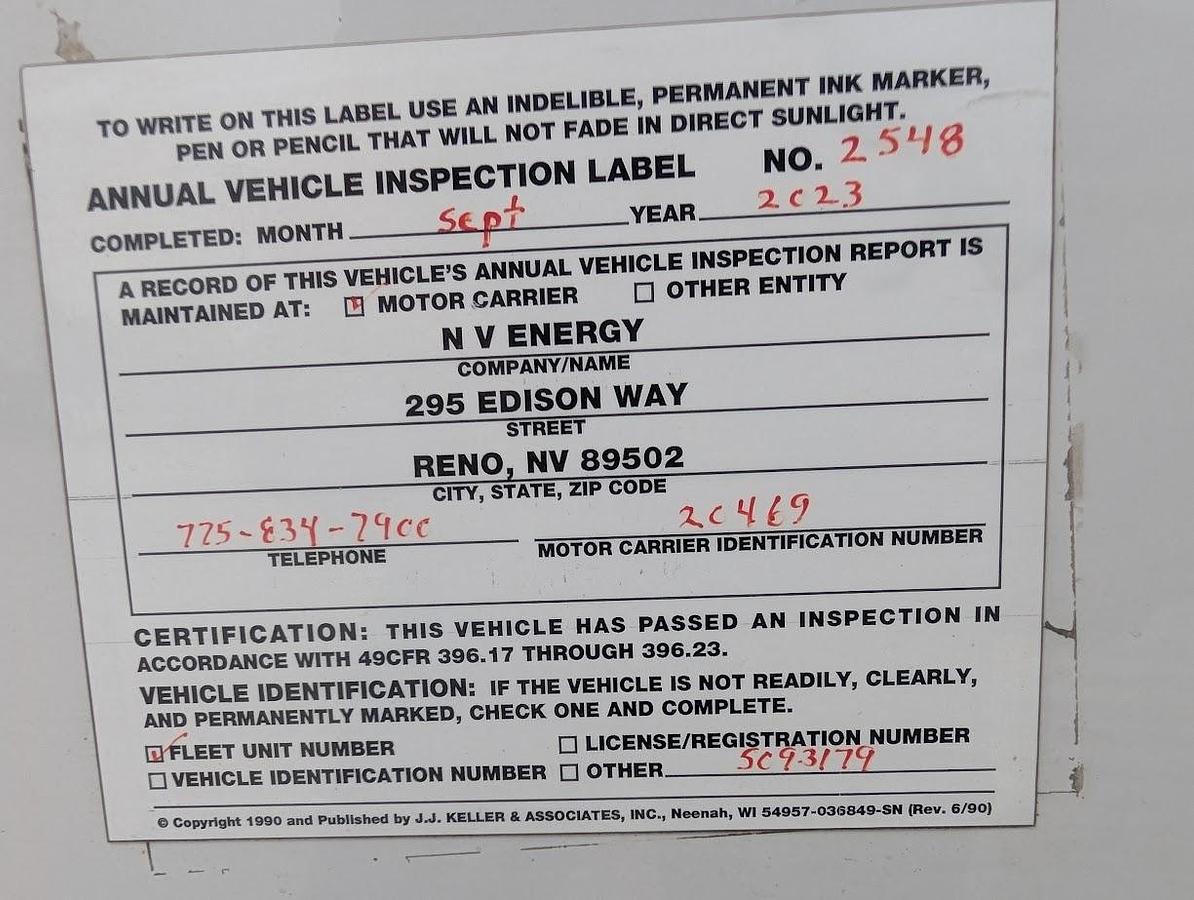 TO WRITE ON THIS LABEL USE AN INDELIBLE, PERMANENT INK MARKER,
PEN OR PENCIL THAT WILL NOT FADE IN DIRECT SUNLIGHT.
ANNUAL VEHICLE INSPECTION LABEL NO. 2548
COMPLETED: MONTH Sept YEAR 2023
A RECORD OF THIS VEHICLE'S ANNUAL VEHICLE INSPECTION REPORT IS
MAINTAINED AT: MOTOR CARRIER OTHER ENTITY
N V ENERGY
COMPANY/NAME
295 EDISON WAY
STREET
RENO, NV 89502
CITY, STATE, ZIP CODE
775-834-7900 20469
TELEPHONE MOTOR CARRIER IDENTIFICATION NUMBER
CERTIFICATION: THIS VEHICLE HAS PASSED AN INSPECTION IN
ACCORDANCE WITH 49CFR 396.17 THROUGH 396.23.
VEHICLE IDENTIFICATION: IF THE VEHICLE IS NOT READILY, CLEARLY,
AND PERMANENTLY MARKED, CHECK ONE AND COMPLETE.
FLEET UNIT NUMBER LICENSE/REGISTRATION NUMBER
VEHICLE IDENTIFICATION NUMBER OTHER 5093179
© Copyright 1990 and Published by J.J. KELLER & ASSOCIATES, INC., Neenah, WI 54957-0368 49-SN (Rev. 6/90)